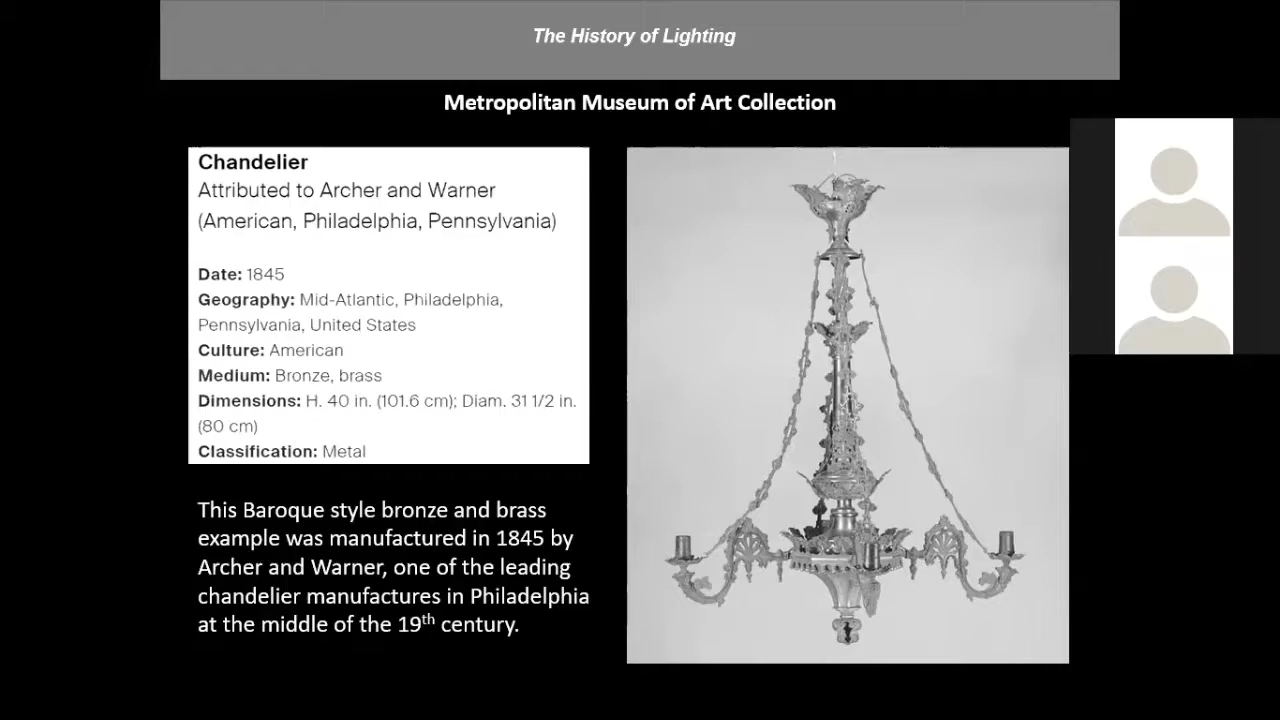 The History of Lighting
Metropolitan Museum of Art Collection
Chandelier
Attributed to Archer and Warner
(American, Philadelphia, Pennsylvania)
Date: 1845
Geography: Mid-Atlantic, Philadelphia,
Pennsylvania, United States
Culture: American
Medium: Bronze, brass
Dimensions: H. 40 in. (101.6 cm); Diam. 31 1/2 in.
(80 cm)
Classification: Metal
This Baroque style bronze and brass
example was manufactured in 1845 by
Archer and Warner, one of the leading
chandelier manufactures in Philadelphia
at the middle of the 19th century.